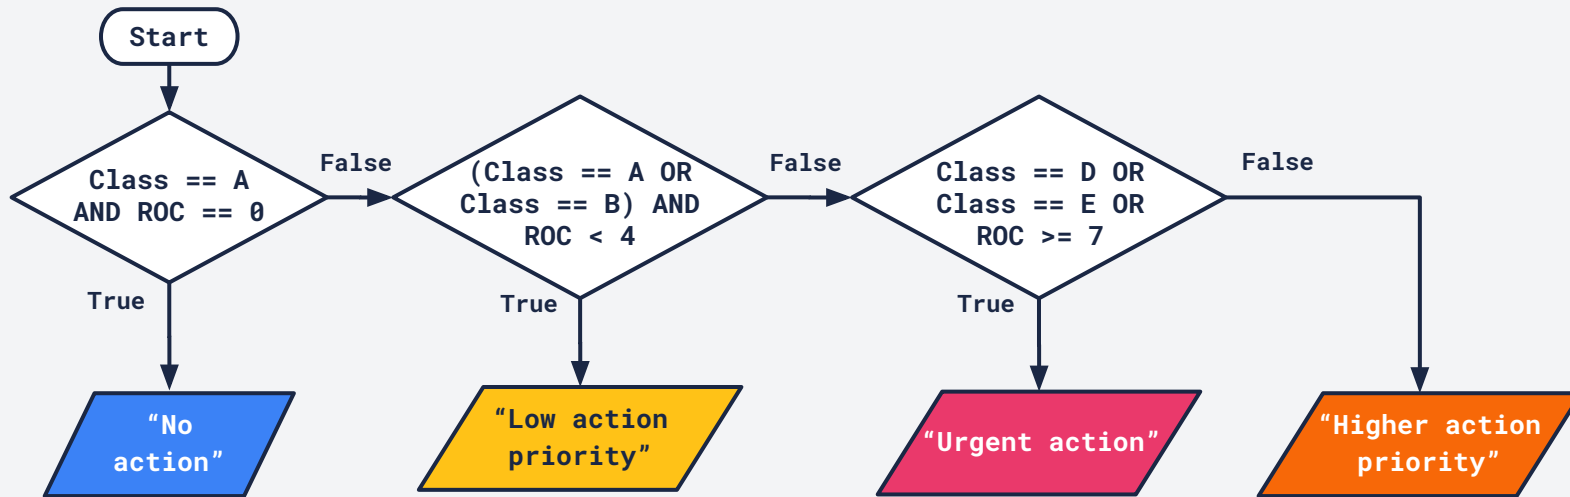 Start
Class == A
AND ROC == 0
False
True
“No
action”
(Class == A OR
Class == B) AND
ROC < 4
False
True
“Low action
priority”
Class == D OR
Class == E OR
ROC >= 7
False
True
“Urgent action”
“Higher action
priority”